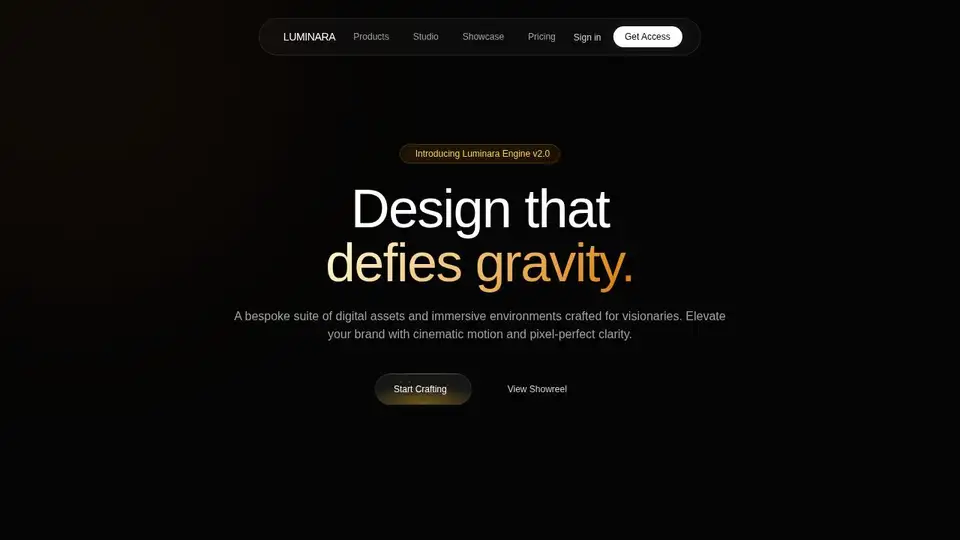 LUMINARA Products Studio Showcase Pricing Sign in Get Access
Introducing Luminara Engine v2.0
Design that
defies gravity.
A bespoke suite of digital assets and immersive environments crafted for visionaries. Elevate
your brand with cinematic motion and pixel-perfect clarity.
Start Crafting View Showreel